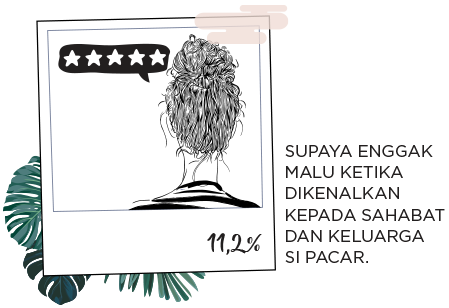 11,2%
SUPAYA ENGGAK
MALU KETIKA
DIKENALKAN
KEPADA SAHABAT
DAN KELUARGA
SI PACAR.